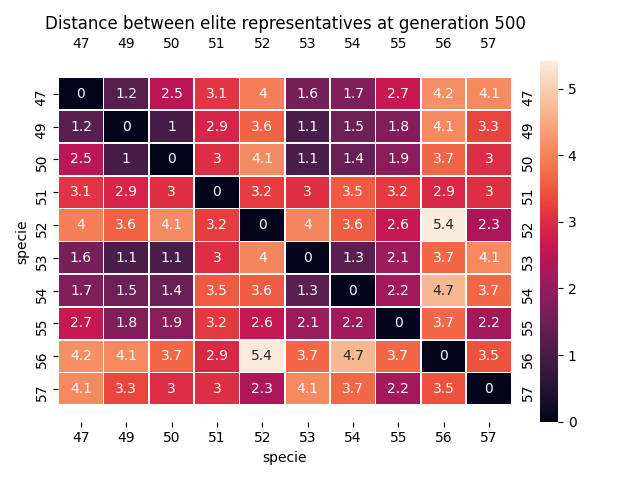 Distance between elite representatives at generation 500
47 49 50 51 52 53 54 55 56 57
47 0 1.2 2.5 3.1 4 1.6 1.7 2.7 4.2 4.1 47
49 1.2 0 1 2.9 3.6 1.1 1.5 1.8 4.1 3.3 49
50 2.5 1 0 3 4.1 1.1 1.4 1.9 3.7 3 50
51 3.1 2.9 3 0 3.2 3 3.5 3.2 2.9 3 51
52 4 3.6 4.1 3.2 0 4 3.6 2.6 5.4 2.3 52
53 1.6 1.1 1.1 3 4 0 1.3 2.1 3.7 4.1 53
54 1.7 1.5 1.4 3.5 3.6 1.3 0 2.2 4.7 3.7 54
55 2.7 1.8 1.9 3.2 2.6 2.1 2.2 0 3.7 2.2 55
56 4.2 4.1 3.7 2.9 5.4 3.7 4.7 3.7 0 3.5 56
57 4.1 3.3 3 3 2.3 4.1 3.7 2.2 3.5 0 57
47 49 50 51 52 53 54 55 56 57
specie
specie
5
4
3
2
1
0